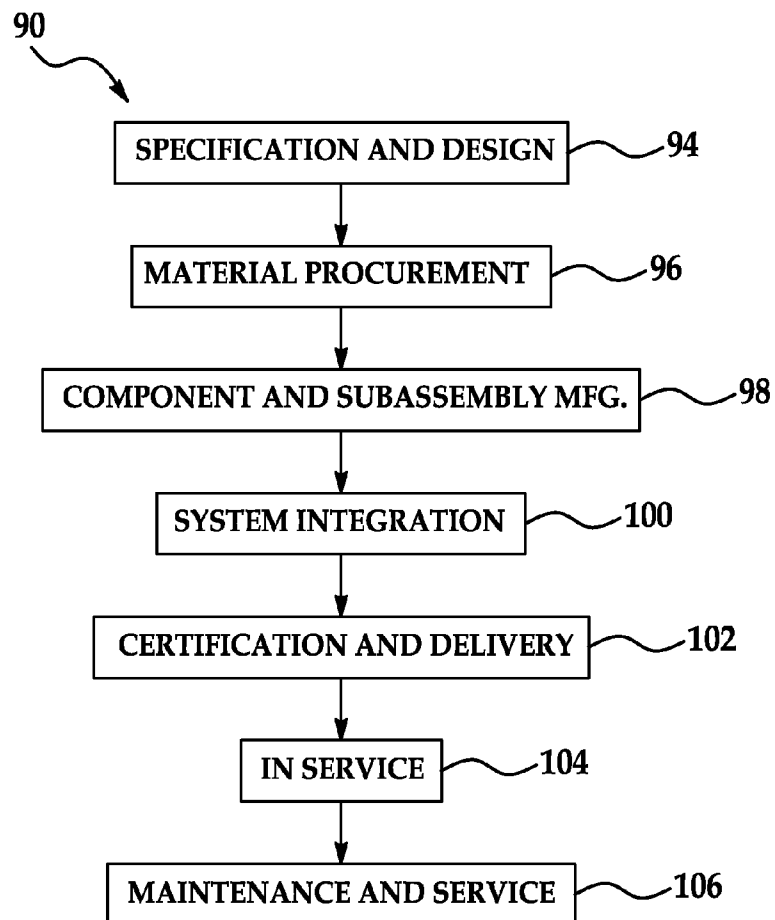 90
SPECIFICATION AND DESIGN 94
MATERIAL PROCUREMENT 96
COMPONENT AND SUBASSEMBLY MFG. 98
SYSTEM INTEGRATION 100
CERTIFICATION AND DELIVERY 102
IN SERVICE 104
MAINTENANCE AND SERVICE 106